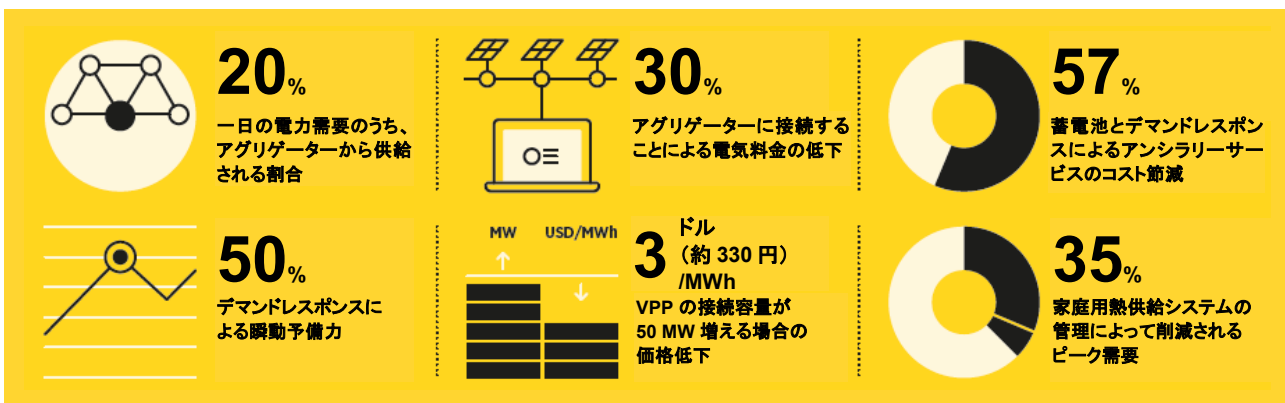 20%
一日の電力需要のうち、
アグリゲーターから供給
される割合
30%
アグリゲーターに接続する
ことによる電気料金の低下
57%
蓄電池とデマンドレスポン
スによるアンシラリーサー
ビスのコスト節減
50%
デマンドレスポンスに
よる瞬動予備力
MW USD/MWh
3 ドル
（約 330 円）
/MWh
VPP の接続容量が
50 MW 増える場合の
価格低下
35%
家庭用熱供給システムの
管理によって削減される
ピーク需要